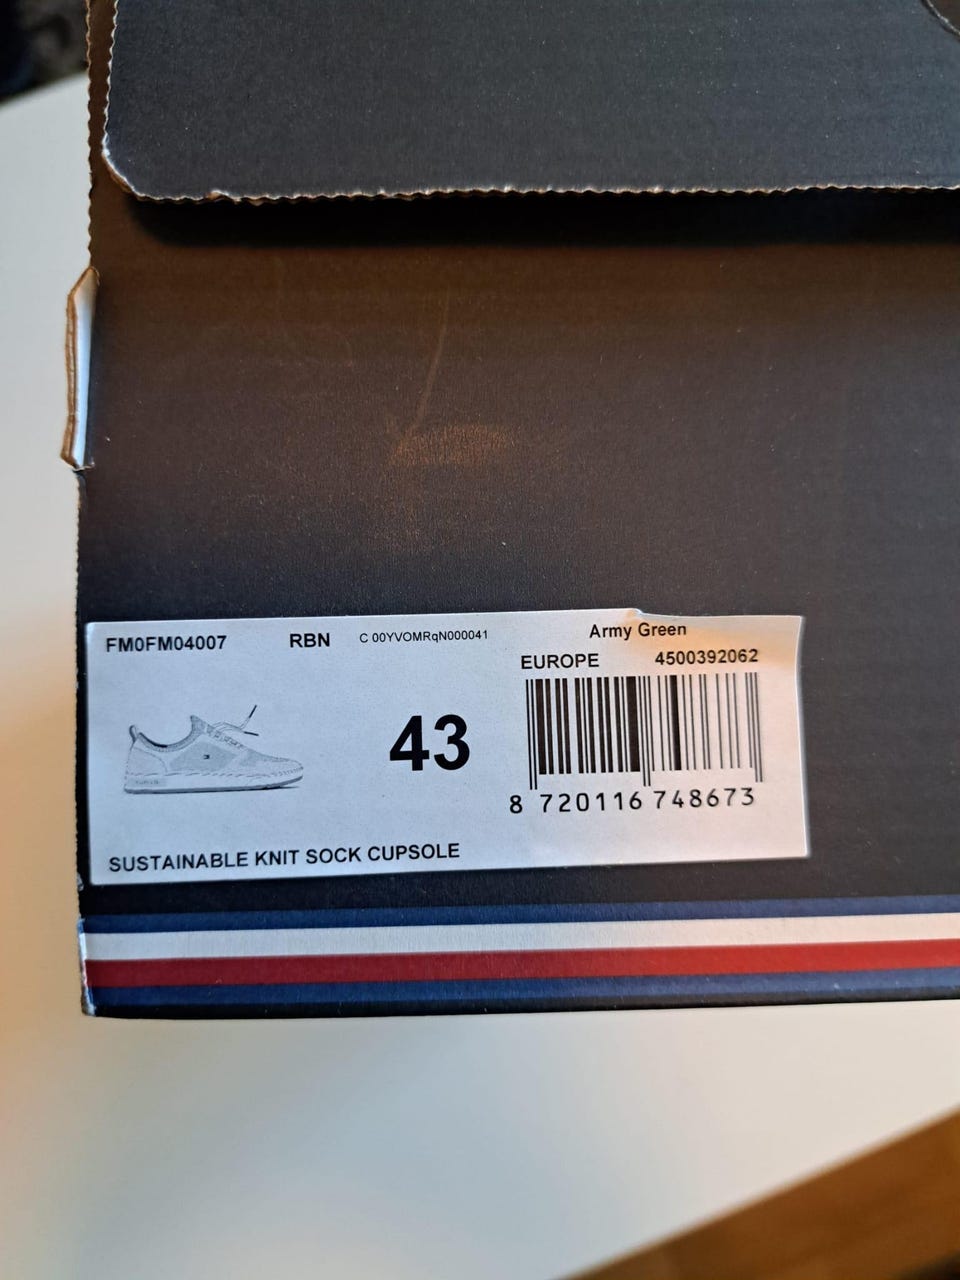 FM0FM04007 RBN C 00YVOMRqN000041 Army Green
EUROPE 4500392062
43
8 720116 748673
SUSTAINABLE KNIT SOCK CUPSOLE